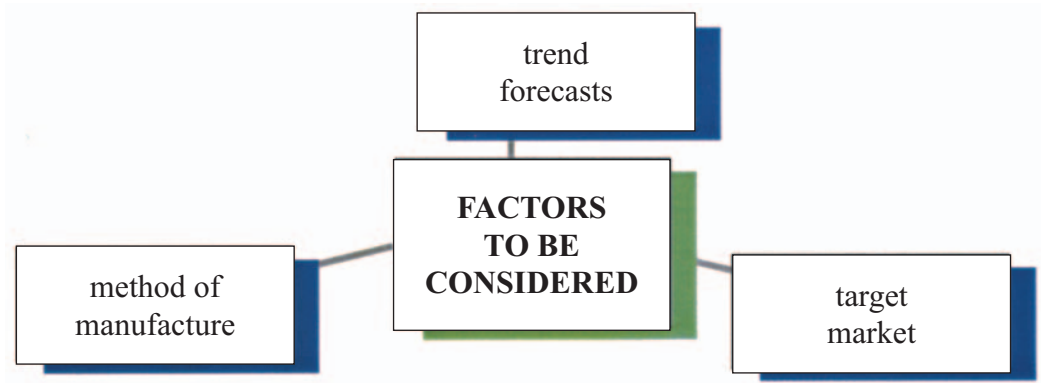 trend
forecasts
FACTORS
TO BE
CONSIDERED
method of
manufacture
target
market